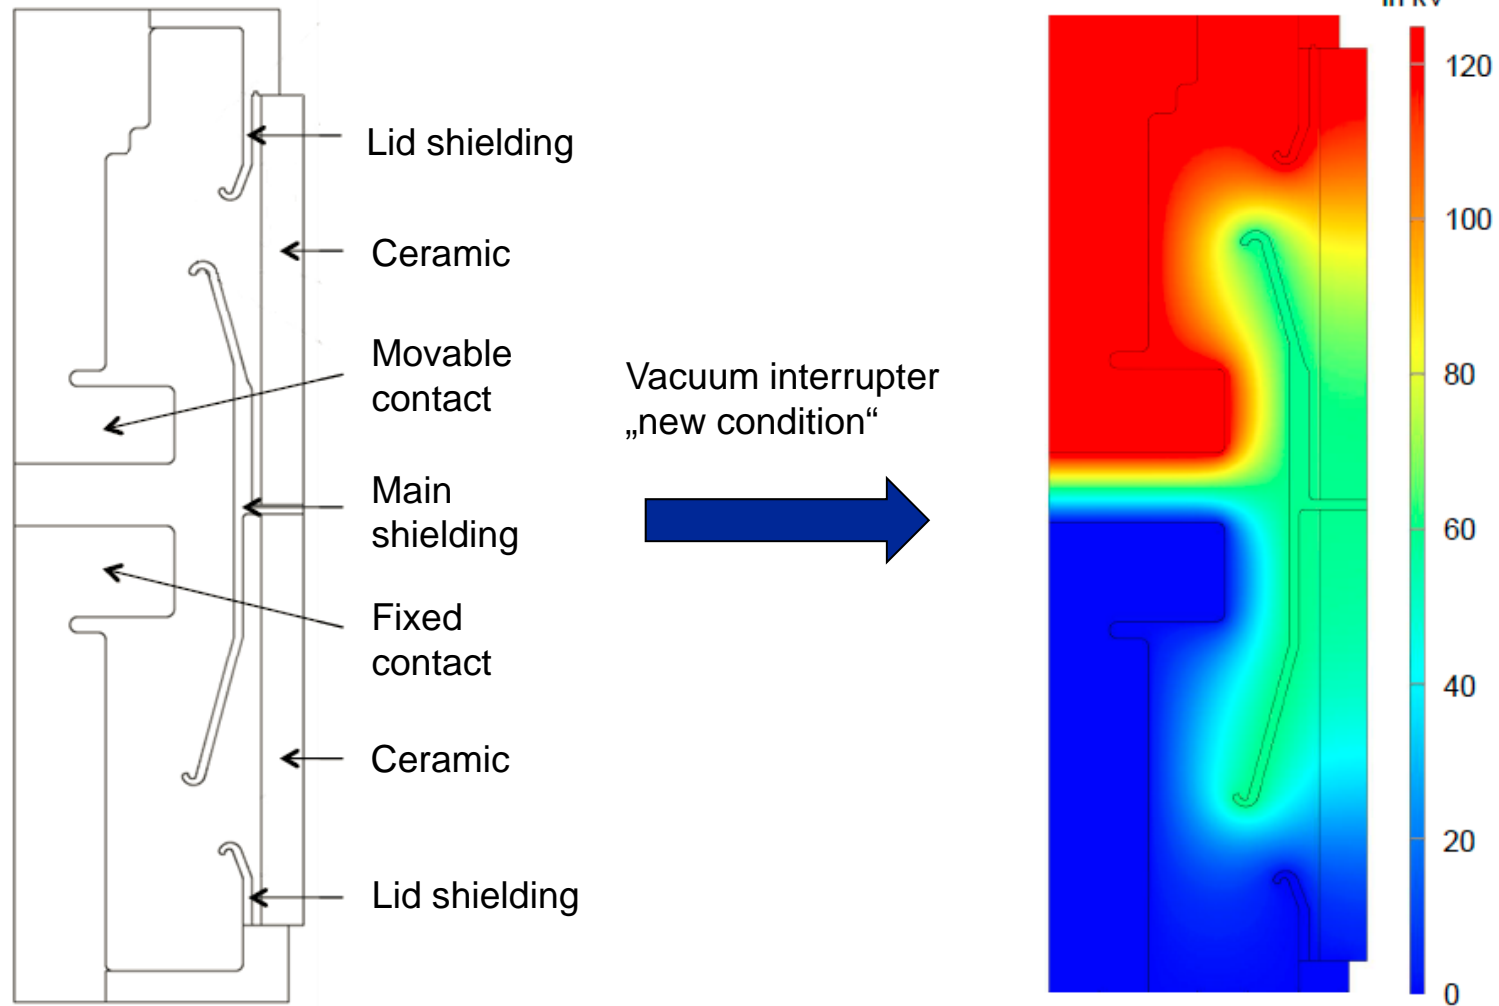 Lid shielding
Ceramic
Movable
contact
Main
shielding
Fixed
contact
Ceramic
Lid shielding
Vacuum interrupter
„new condition“
120
100
80
60
40
20
0